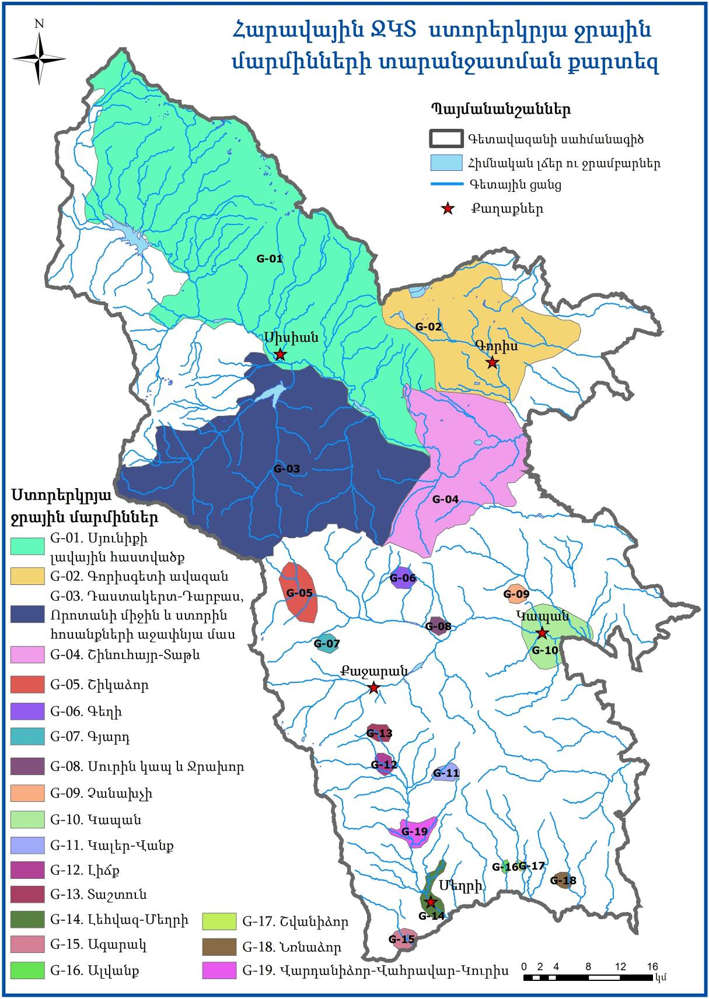 Հարավային ՋԿՏ ստորերկրյա ջրային
մարմինների տարանջատման քարտեզ
N
Պայմանանշաններ
Գետավազանի սահմանագիծ
Հիմնական լճեր ու ջրամբարներ
Գետային ցանց
Քաղաքներ
G-01
G-02
Սիսիան
Գորիս
G-03
G-04
G-05
G-06
G-09
Կապան
G-08
G-07
G-10
Քաջարան
G-13
G-12
G-11
G-19
G-16
G-17
G-18
Մեղրի
G-14
G-15
Ստորերկրյա
ջրային մարմիններ
G-01. Սյունիքի
լավային հաստվածք
G-02. Գորիսգետի ավազան
G-03. Դաստակերտ-Դարբաս,
Որոտանի միջին և ստորին
հոսանքների աջափնյա մաս
G-04. Շինուհայր-Տաթև
G-05. Շիկաձոր
G-06. Գեղի
G-07. Գյարդ
G-08. Սուրին կապ և Ջրախոր
G-09. Չանախչի
G-10. Կապան
G-11. Կալեր-Վանք
G-12. Լիճք
G-13. Տաշտուն
G-14. Լեհվազ-Մեղրի
G-15. Ագարակ
G-16. Ալվանք
G-17. Շվանիձոր
G-18. Նռնաձոր
G-19. Վարդանիձոր-Վահրավար-Կուրիս
0 2 4 8 12 16
կմ